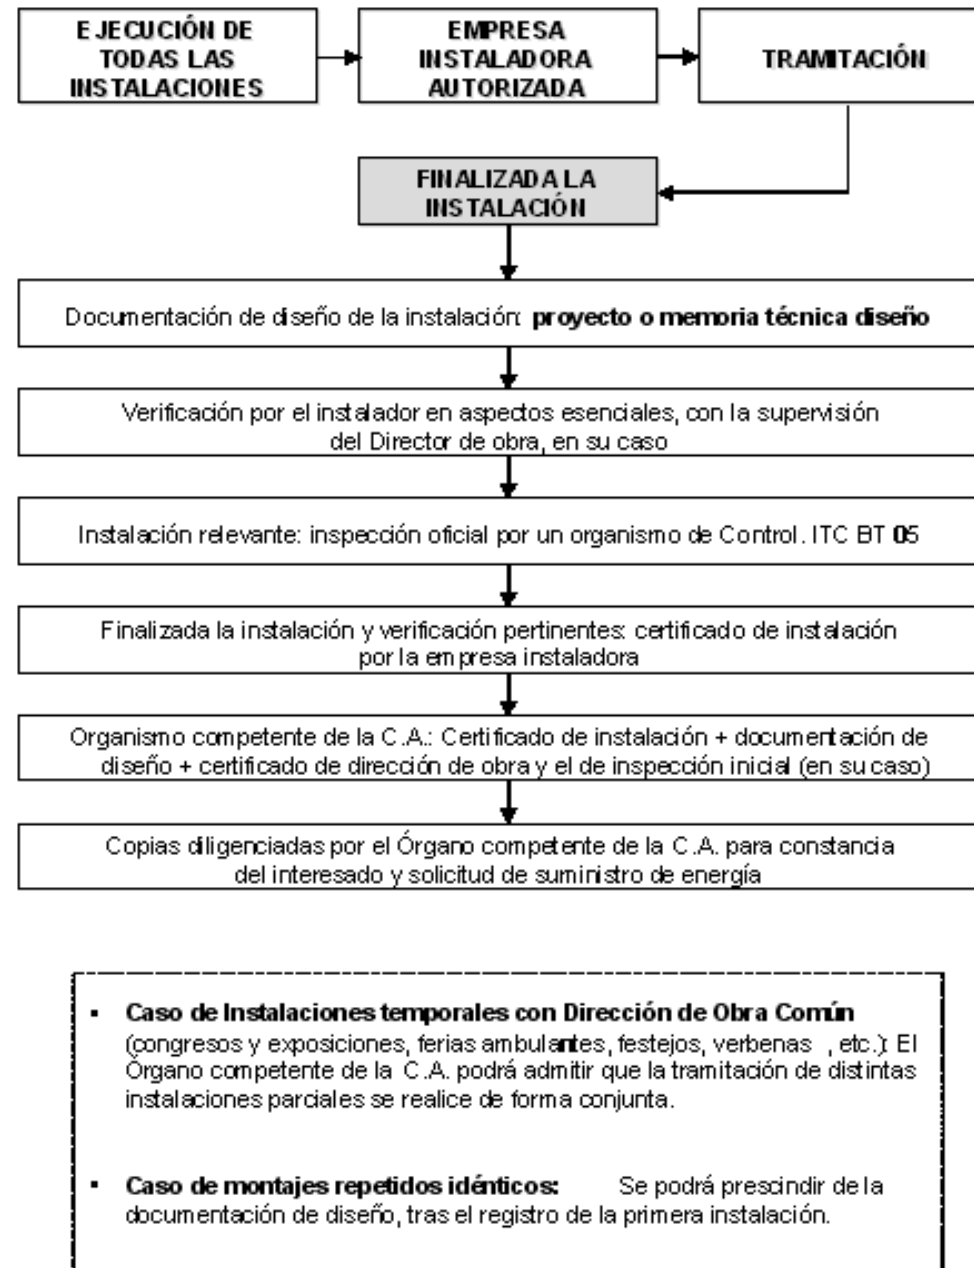 EJECUCIÓN DE
TODAS LAS
INSTALACIONES
EMPRESA
INSTALADORA
AUTORIZADA
TRAMITACIÓN
FINALIZADA LA
INSTALACIÓN
Documentación de diseño de la instalación: proyecto o memoria técnica diseño
Verificación por el instalador en aspectos esenciales, con la supervisión
del Director de obra, en su caso
Instalación relevante: inspección oficial por un organismo de Control. ITC BT 05
Finalizada la instalación y verificación pertinentes: certificado de instalación
por la empresa instaladora
Organismo competente de la C.A.: Certificado de instalación + documentación de
diseño + certificado de dirección de obra y el de inspección inicial (en su caso)
Copias diligenciadas por el Órgano competente de la C.A. para constancia
del interesado y solicitud de suministro de energía
▪ Caso de Instalaciones temporales con Dirección de Obra Común
(congresos y exposiciones, ferias ambulantes, festejos, verbenas , etc.): El
Órgano competente de la C.A. podrá admitir que la tramitación de distintas
instalaciones parciales se realice de forma conjunta.
▪ Caso de montajes repetidos idénticos: Se podrá prescindir de la
documentación de diseño, tras el registro de la primera instalación.